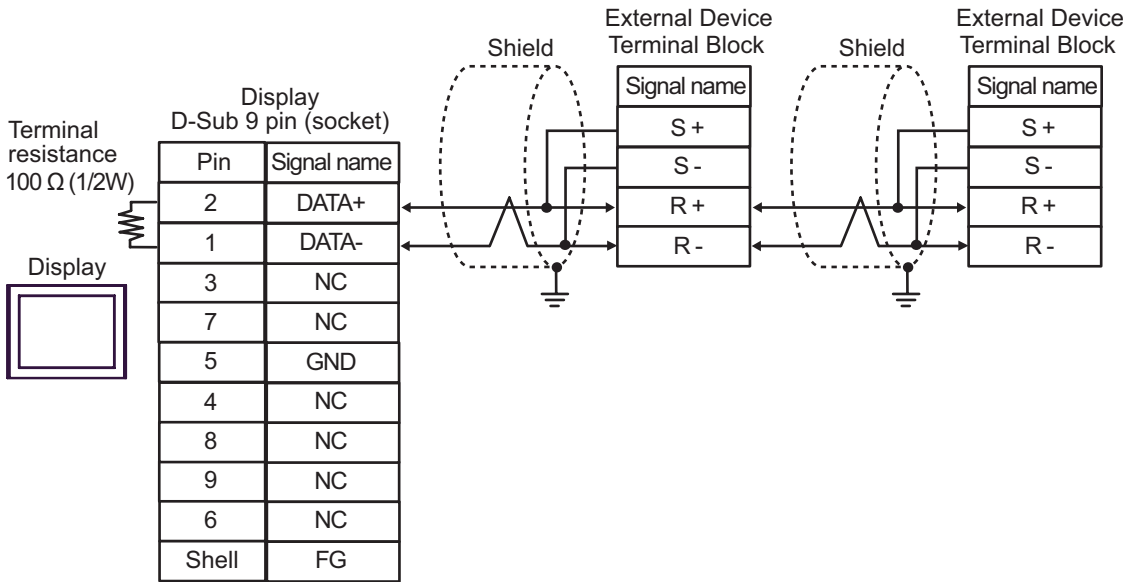 External Device
Terminal Block
External Device
Terminal Block
Shield
Shield
Signal name
S +
S -
R +
R -
Signal name
S +
S -
R +
R -
Display
D-Sub 9 pin (socket)
Terminal
resistance
100 Ω (1/2W)
Display
Pin Signal name
2 DATA+
1 DATA-
3 NC
7 NC
5 GND
4 NC
8 NC
9 NC
6 NC
Shell FG